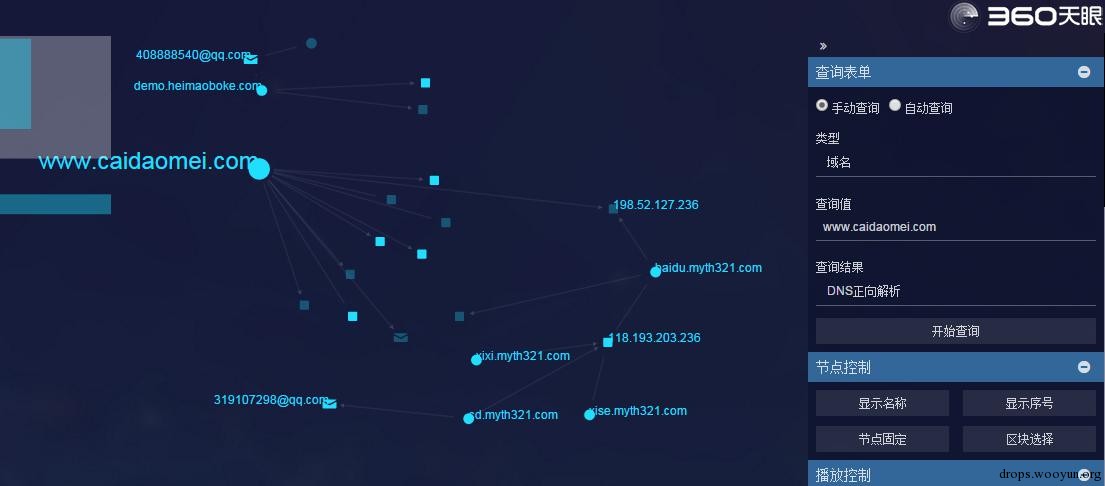 360天眼
408888540@qq.com
demo.heimaoboke.com
www.caidaomei.com
198.52.127.236
baidu.myth321.com
118.193.203.236
xixi.myth321.com
319107298@qq.com
sd.myth321.com
xise.myth321.com
»
查询表单
手动查询 自动查询
类型
域名
查询值
www.caidaomei.com
查询结果
DNS正向解析
开始查询
节点控制
显示名称 显示序号
节点固定 区块选择
播放控制
drops.wooyun.org